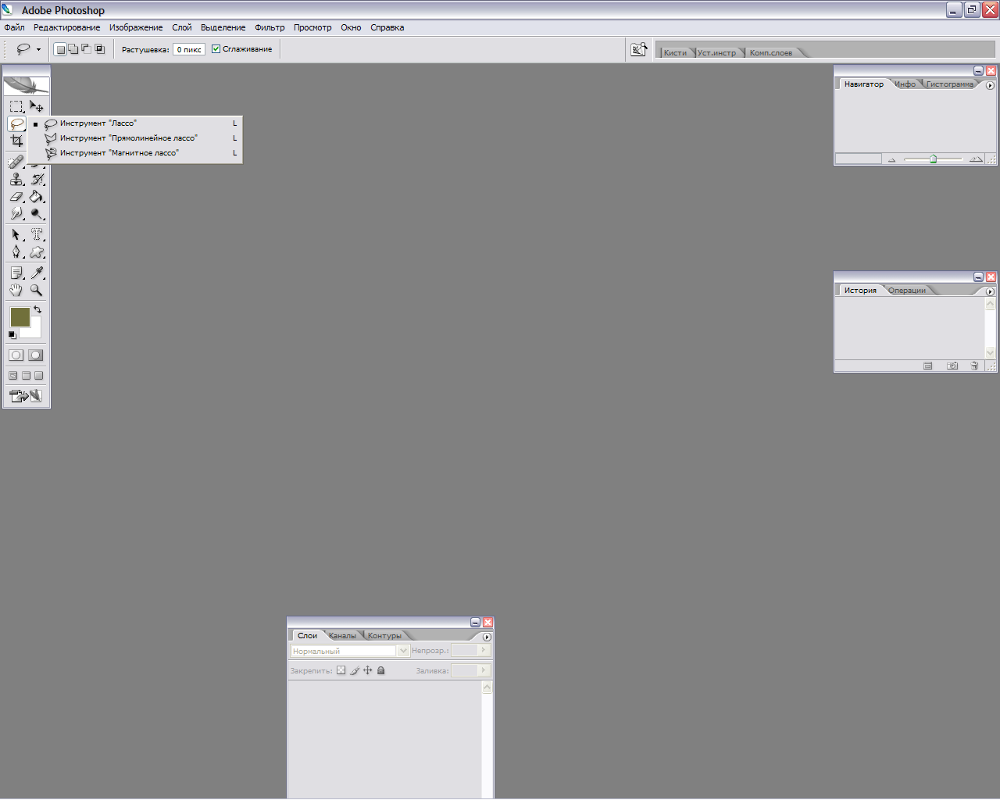 Adobe Photoshop
Файл Редактирование Изображение Слой Выделение Фильтр Просмотр Окно Справка
Растушевка: 0 пикс Сглаживание Кисти Уст.инстр Комп.слоев
Навигатор Инфо Гистограмма
Инструмент "Лассо" L
Инструмент "Прямолинейное лассо" L
Инструмент "Магнитное лассо" L
История Операции
Слои Каналы Контуры
Нормальный Непрозр.:
Закрепить: Заливка: